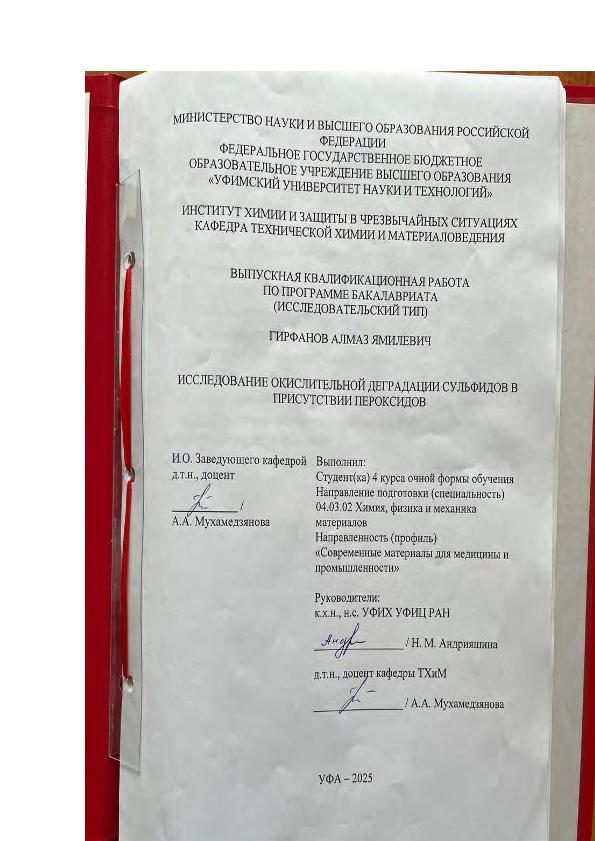 МИНИСТЕРСТВО НАУКИ И ВЫСШЕГО ОБРАЗОВАНИЯ РОССИЙСКОЙ
ФЕДЕРАЦИИ
ФЕДЕРАЛЬНОЕ ГОСУДАРСТВЕННОЕ БЮДЖЕТНОЕ
ОБРАЗОВАТЕЛЬНОЕ УЧРЕЖДЕНИЕ ВЫСШЕГО ОБРАЗОВАНИЯ
«УФИМСКИЙ УНИВЕРСИТЕТ НАУКИ И ТЕХНОЛОГИЙ»
ИНСТИТУТ ХИМИИ И ЗАЩИТЫ В ЧРЕЗВЫЧАЙНЫХ СИТУАЦИЯХ
КАФЕДРА ТЕХНИЧЕСКОЙ ХИМИИ И МАТЕРИАЛОВЕДЕНИЯ
ВЫПУСКНАЯ КВАЛИФИКАЦИОННАЯ РАБОТА
ПО ПРОГРАММЕ БАКАЛАВРИАТА
(ИССЛЕДОВАТЕЛЬСКИЙ ТИП)
ГИРФАНОВ АЛМАЗ ЯМИЛЕВИЧ
ИССЛЕДОВАНИЕ ОКИСЛИТЕЛЬНОЙ ДЕГРАДАЦИИ СУЛЬФИДОВ В
ПРИСУТСТВИИ ПЕРОКСИДОВ
И.О. Заведующего кафедрой
д.т.н., доцент
/
А.А. Мухамедзянова
Выполнил:
Студент(ка) 4 курса очной формы обучения
Направление подготовки (специальность)
04.03.02 Химия, физика и механика
материалов
Направленность (профиль)
«Современные материалы для медицины и
промышленности»
Руководители:
к.х.н., н.с. УФИХ УФИЦ РАН
Андр / Н. М. Андрияшина
д.т.н., доцент кафедры ТХиМ
/ А.А. Мухамедзянова
УФА – 2025